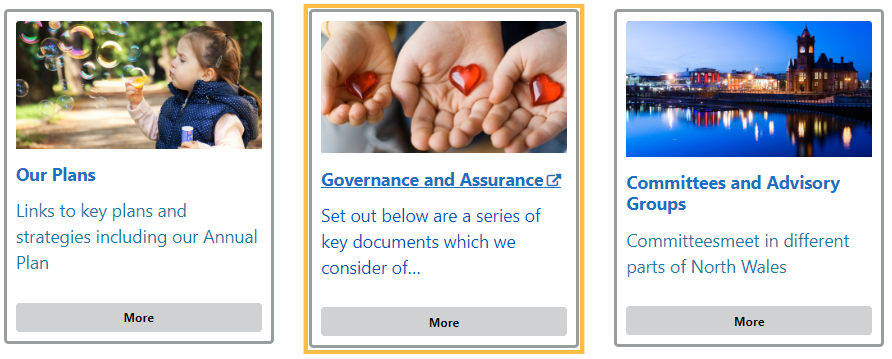 Our Plans
Links to key plans and
strategies including our Annual
Plan
More
Governance and Assurance
Set out below are a series of
key documents which we
consider of...
More
Committees and Advisory
Groups
Committeesmeet in different
parts of North Wales
More